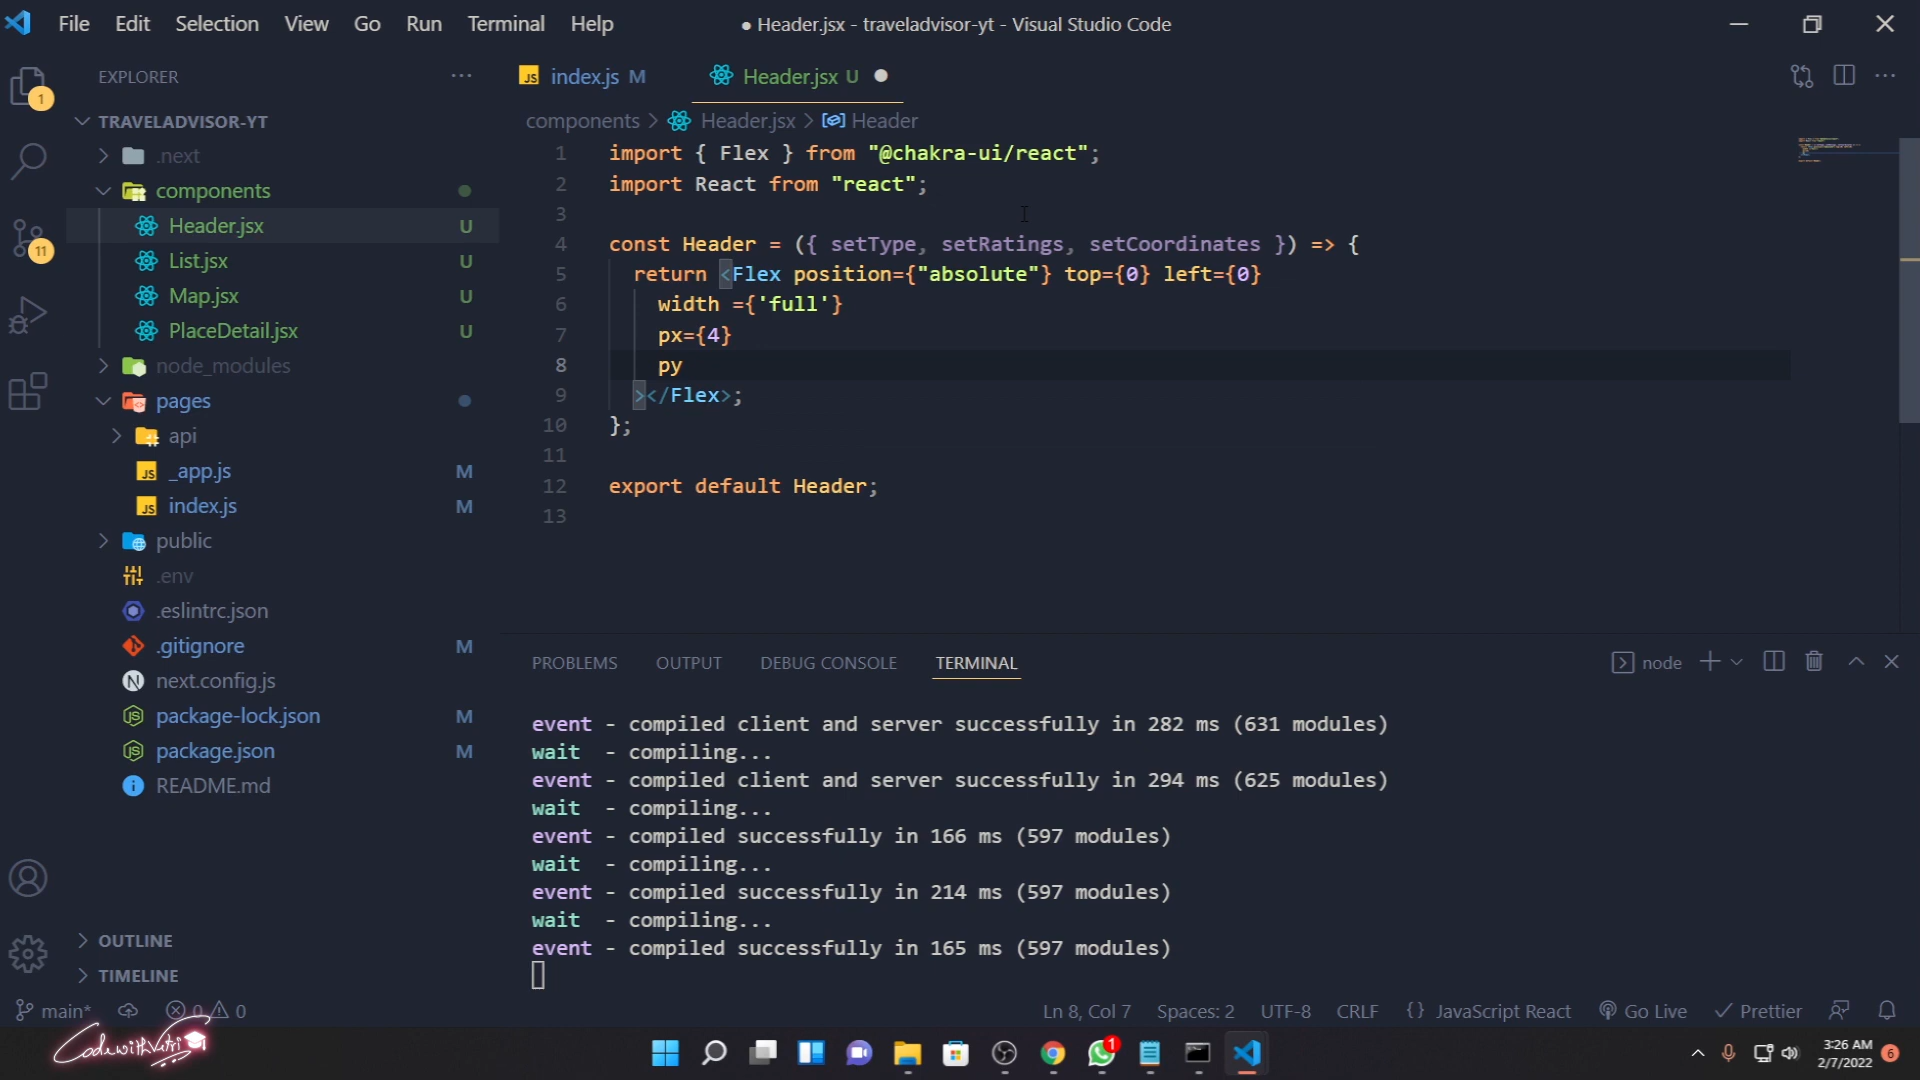 File Edit Selection View Go Run Terminal Help
● Header.jsx - traveladvisor-yt - Visual Studio Code
EXPLORER
TRAVELADVISOR-YT
.next
components
Header.jsx U
List.jsx U
Map.jsx U
PlaceDetail.jsx U
node_modules
pages
api
_app.js M
index.js M
public
.env
.eslintrc.json
.gitignore M
next.config.js
package-lock.json M
package.json M
README.md
OUTLINE
TIMELINE
1
11
index.js M
Header.jsx U
components > Header.jsx > Header
1 import { Flex } from "@chakra-ui/react";
2 import React from "react";
3
4 const Header = ({ setType, setRatings, setCoordinates }) => {
5 return <Flex position={"absolute"} top={0} left={0}
6 width ={'full'}
7 px={4}
8 py
9 ></Flex>;
10 };
11
12 export default Header;
13
PROBLEMS OUTPUT DEBUG CONSOLE TERMINAL
node
event - compiled client and server successfully in 282 ms (631 modules)
wait - compiling...
event - compiled client and server successfully in 294 ms (625 modules)
wait - compiling...
event - compiled successfully in 166 ms (597 modules)
wait - compiling...
event - compiled successfully in 214 ms (597 modules)
wait - compiling...
event - compiled successfully in 165 ms (597 modules)
main* 0 0
Ln 8, Col 7 Spaces: 2 UTF-8 CRLF {} JavaScript React Go Live Prettier
CodewithVetri
1
3:26 AM
2/7/2022
6